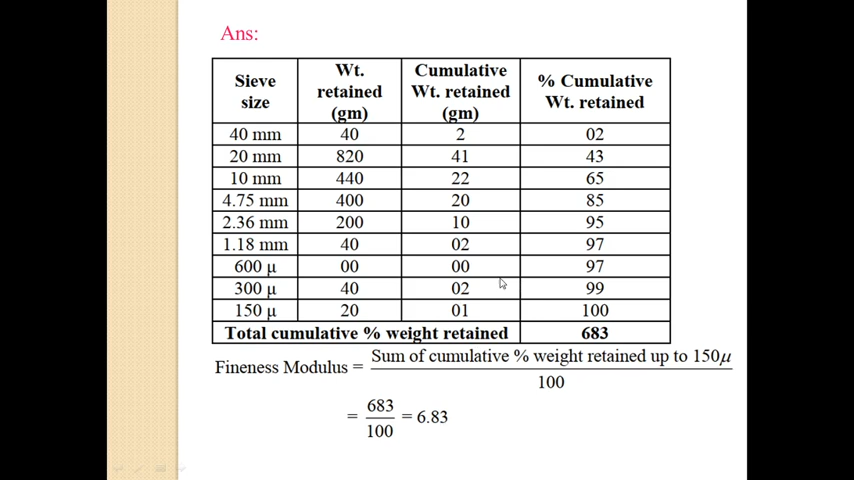 Ans:
Sieve size | Wt. retained (gm) | Cumulative Wt. retained (gm) | % Cumulative Wt. retained
40 mm | 40 | 2 | 02
20 mm | 820 | 41 | 43
10 mm | 440 | 22 | 65
4.75 mm | 400 | 20 | 85
2.36 mm | 200 | 10 | 95
1.18 mm | 40 | 02 | 97
600 μ | 00 | 00 | 97
300 μ | 40 | 02 | 99
150 μ | 20 | 01 | 100
Total cumulative % weight retained | 683
Fineness Modulus = Sum of cumulative % weight retained up to 150μ / 100
= 683 / 100 = 6.83